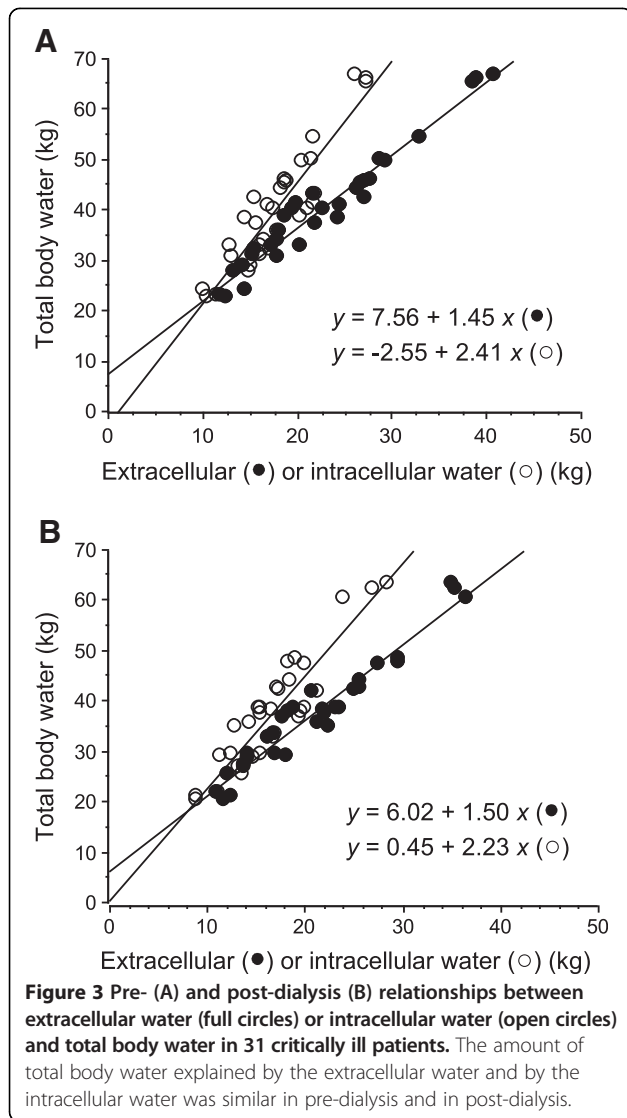 A
70
60
50
40
30
20
10
0
Total body water (kg)
0 10 20 30 40 50
y = 7.56 + 1.45 x (●)
y = -2.55 + 2.41 x (○)
Extracellular (●) or intracellular water (○) (kg)
B
70
60
50
40
30
20
10
0
Total body water (kg)
0 10 20 30 40 50
y = 6.02 + 1.50 x (●)
y = 0.45 + 2.23 x (○)
Extracellular (●) or intracellular water (○) (kg)
Figure 3 Pre- (A) and post-dialysis (B) relationships between
extracellular water (full circles) or intracellular water (open circles)
and total body water in 31 critically ill patients. The amount of
total body water explained by the extracellular water and by the
intracellular water was similar in pre-dialysis and in post-dialysis.